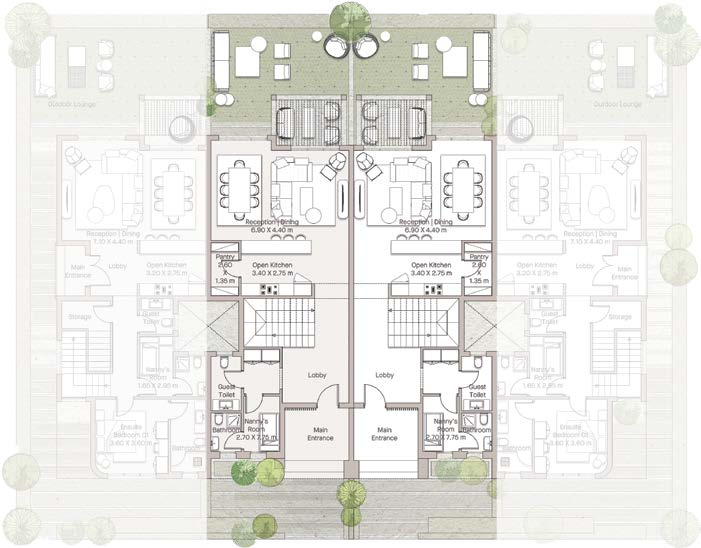 Outdoor Lounge
Outdoor Lounge
Reception | Dining
7.10 X 4.40 m
Reception | Dining
6.90 X 4.40 m
Reception | Dining
6.90 X 4.40 m
Reception | Dining
7.10 X 4.40 m
Main
Entrance
Lobby
Open Kitchen
3.20 X 2.75 m
Pantry
2.60
X
1.35 m
Open Kitchen
3.40 X 2.75 m
Open Kitchen
3.40 X 2.75 m
Pantry
2.60
X
1.35 m
Open Kitchen
3.20 X 2.75 m
Lobby
Main
Entrance
Storage
Guest
Toilet
Guest
Toilet
Storage
Nanny's
Room
1.65 X 2.95 m
Guest
Toilet
Lobby
Lobby
Guest
Toilet
Nanny's
Room
1.65 X 2.95 m
Ensuite
Bedroom 01
3.60 X 3.60 m
Bathroom
Bathroom
Nanny's
Room
2.70 X 7.75 m
Main
Entrance
Main
Entrance
Nanny's
Room
2.70 X 7.75 m
Bathroom
Bathroom
Ensuite
Bedroom 01
3.60 X 3.60 m